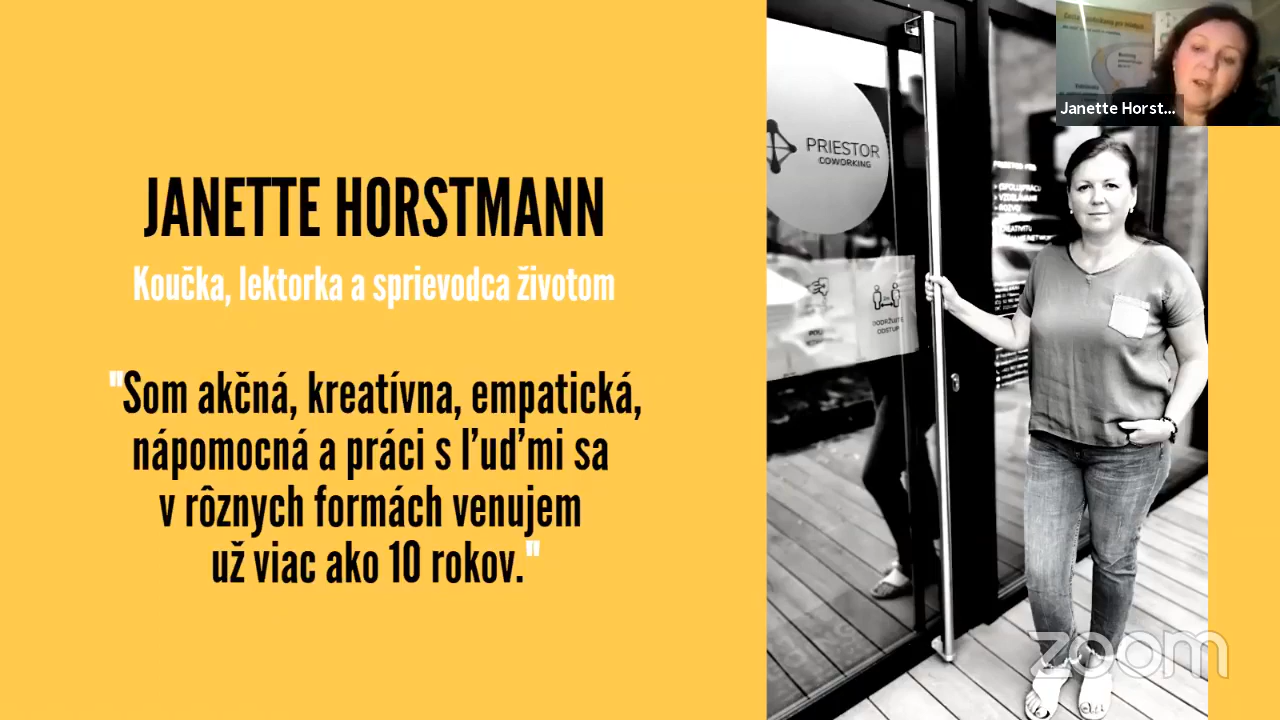 JANETTE HORSTMANN
Koučka, lektorka a sprievodca životom
"Som akčná, kreatívna, empatická,
nápomocná a práci s ľuďmi sa
v rôznych formách venujem
už viac ako 10 rokov."
PRIESTOR
COWORKING
DODRŽUJTE
ODSTUP
Janette Horst...
zoom